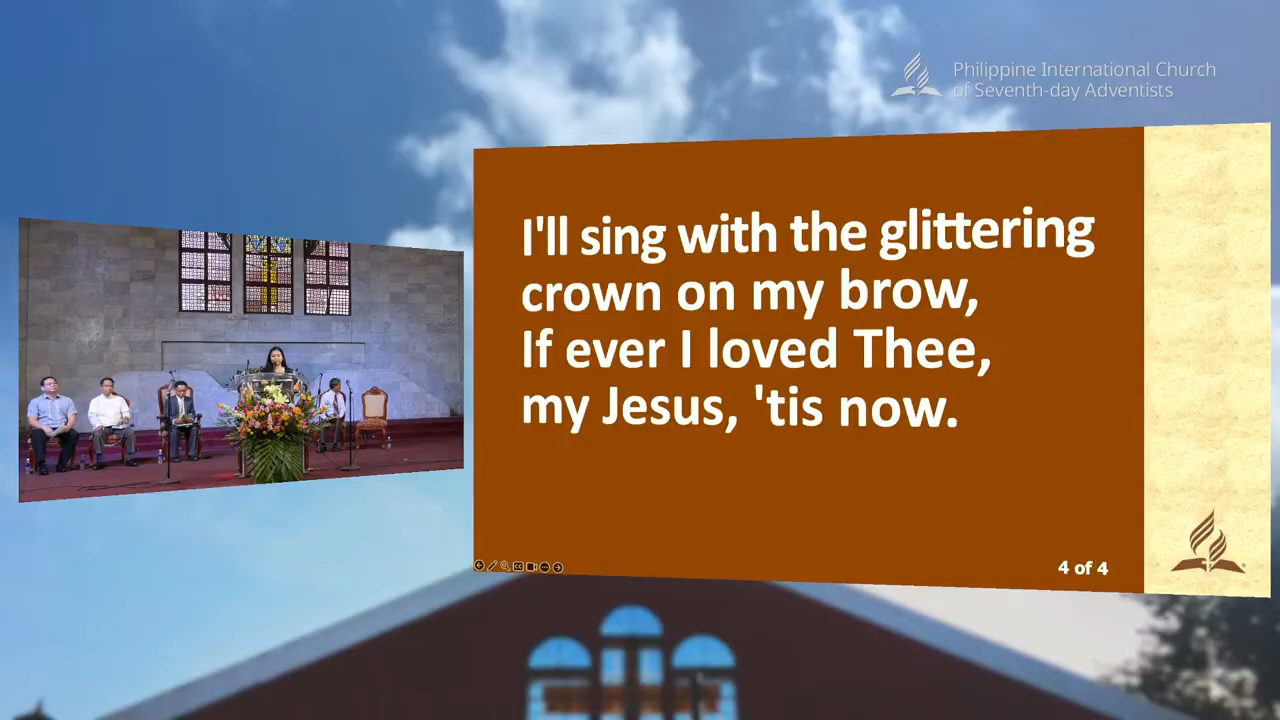 Philippine International Church
of Seventh-day Adventists
I'll sing with the glittering
crown on my brow,
If ever I loved Thee,
my Jesus, 'tis now.
4 of 4